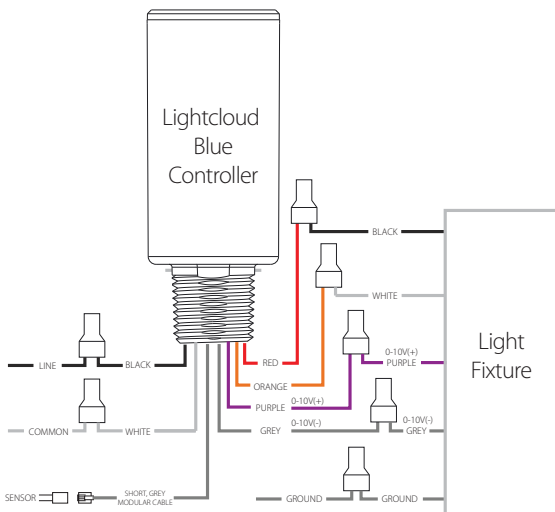 Lightcloud
Blue
Controller
BLACK
WHITE
0-10V(+)
PURPLE
Light
Fixture
LINE
BLACK
RED
ORANGE
PURPLE
0-10V(+)
0-10V(-)
GREY
0-10V(-)
GREY
COMMON
WHITE
SENSOR
SHORT, GREY
MODULAR CABLE
GROUND
GROUND